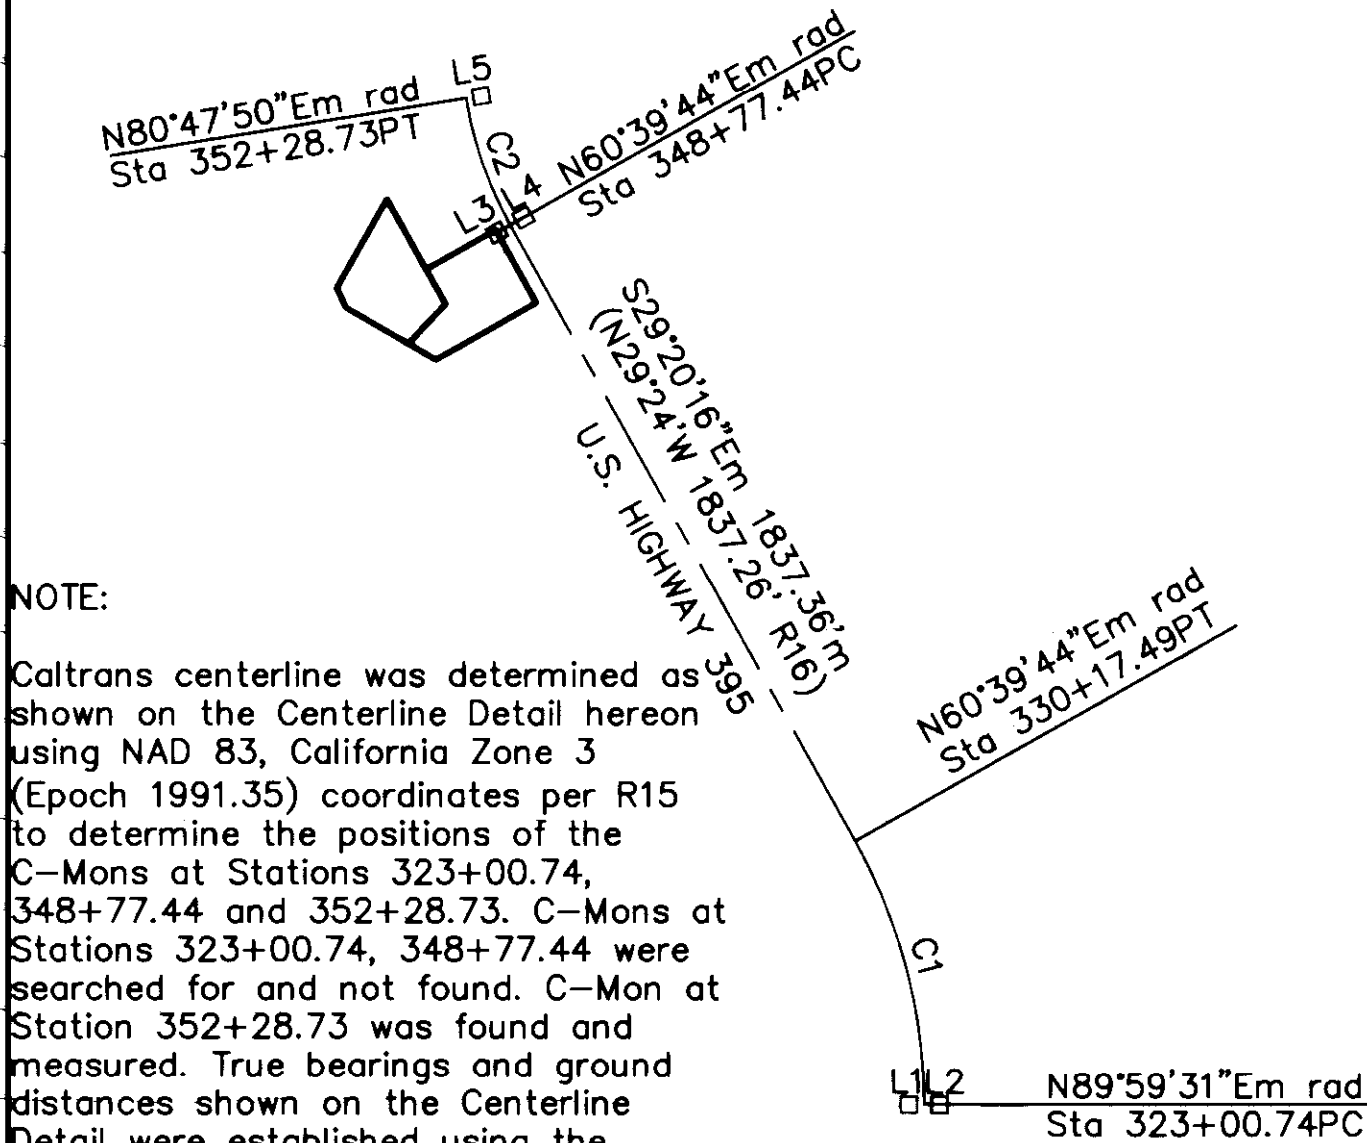 L5
N80°47'50"Em rad
Sta 352+28.73PT
C2
N60°39'44"Em rad
Sta 348+77.44PC
L4
L3
S29°20'16"Em 1837.36'm
(N29°24'W 1837.26' R16)
U.S. HIGHWAY 395
N60°39'44"Em rad
Sta 330+17.49PT
C1
L1
L2
N89°59'31"Em rad
Sta 323+00.74PC
NOTE:
Caltrans centerline was determined as
shown on the Centerline Detail hereon
using NAD 83, California Zone 3
(Epoch 1991.35) coordinates per R15
to determine the positions of the
C-Mons at Stations 323+00.74,
348+77.44 and 352+28.73. C-Mons at
Stations 323+00.74, 348+77.44 were
searched for and not found. C-Mon at
Station 352+28.73 was found and
measured. True bearings and ground
distances shown on the Centerline
Detail were established using the